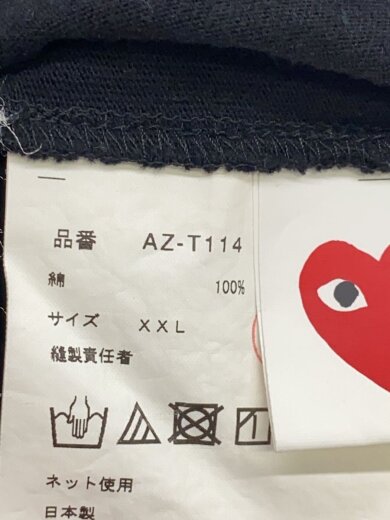 品番 AZ-T114
綿 100%
サイズ XXL
縫製責任者
ネット使用
日本製